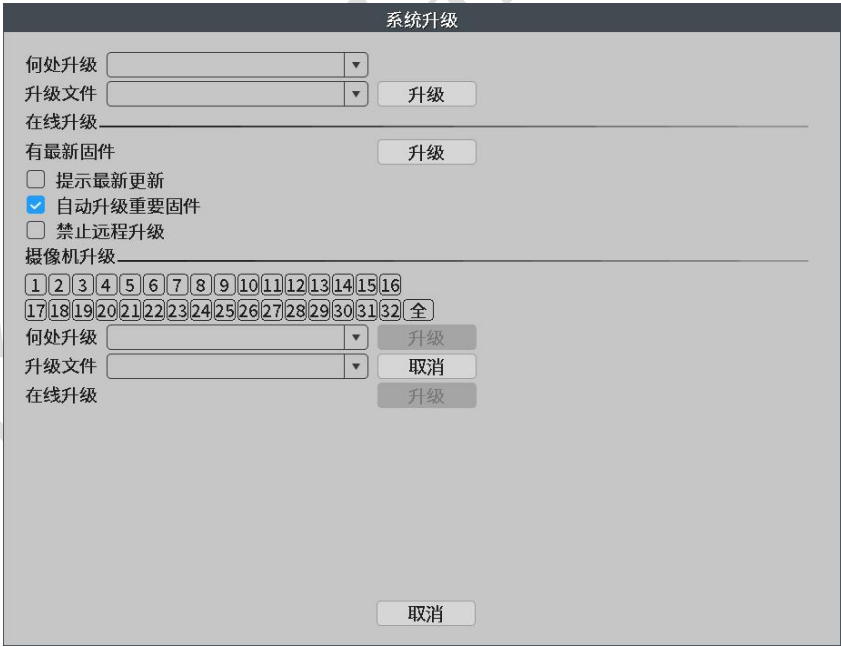 系统升级
何处升级
升级文件 升级
在线升级
有最新固件 升级
提示最新更新
自动升级重要固件
禁止远程升级
摄像机升级
1 2 3 4 5 6 7 8 9 10 11 12 13 14 15 16
17 18 19 20 21 22 23 24 25 26 27 28 29 30 31 32 全
何处升级 升级
升级文件 取消
在线升级 升级
取消